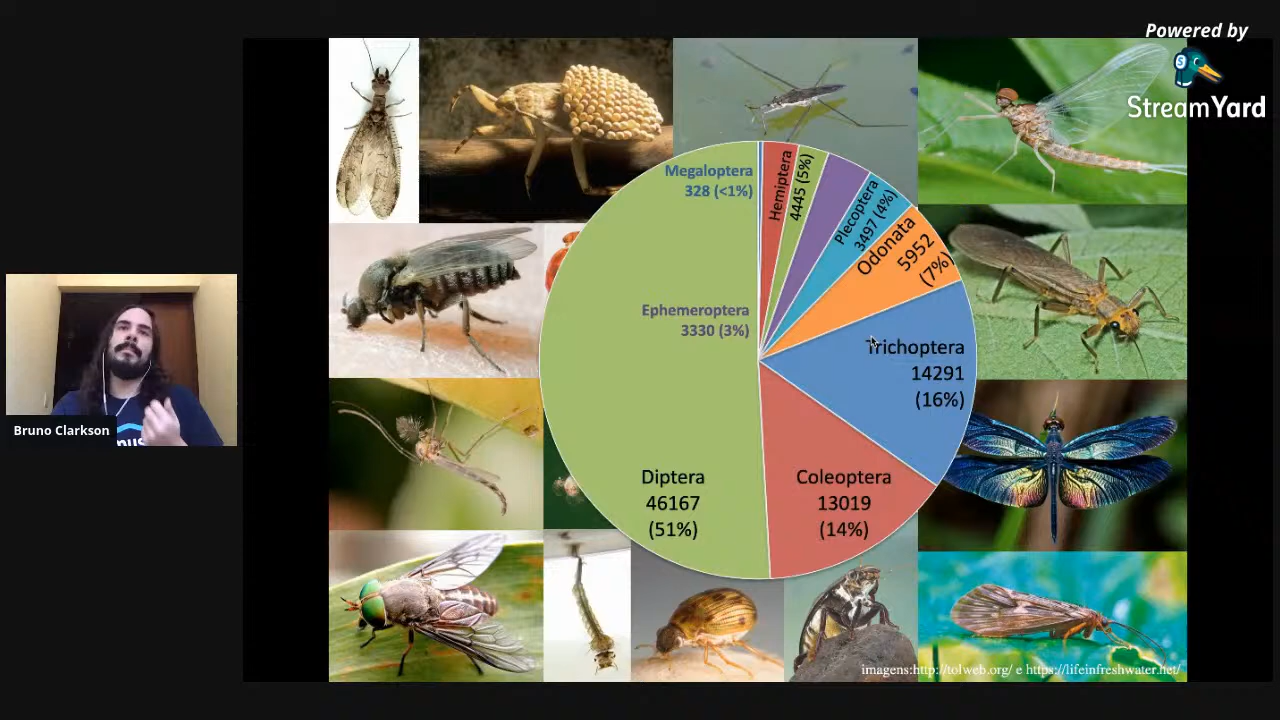 Powered by
StreamYard
Megaloptera
328 (<1%)
Hemiptera
4445 (5%)
Plecoptera
3497 (4%)
Odonata
5952
(7%)
Ephemeroptera
3330 (3%)
Trichoptera
14291
(16%)
Diptera
46167
(51%)
Coleoptera
13019
(14%)
Bruno Clarkson
imagens:http://tolweb.org/ e https://lifeinfreshwater.net/